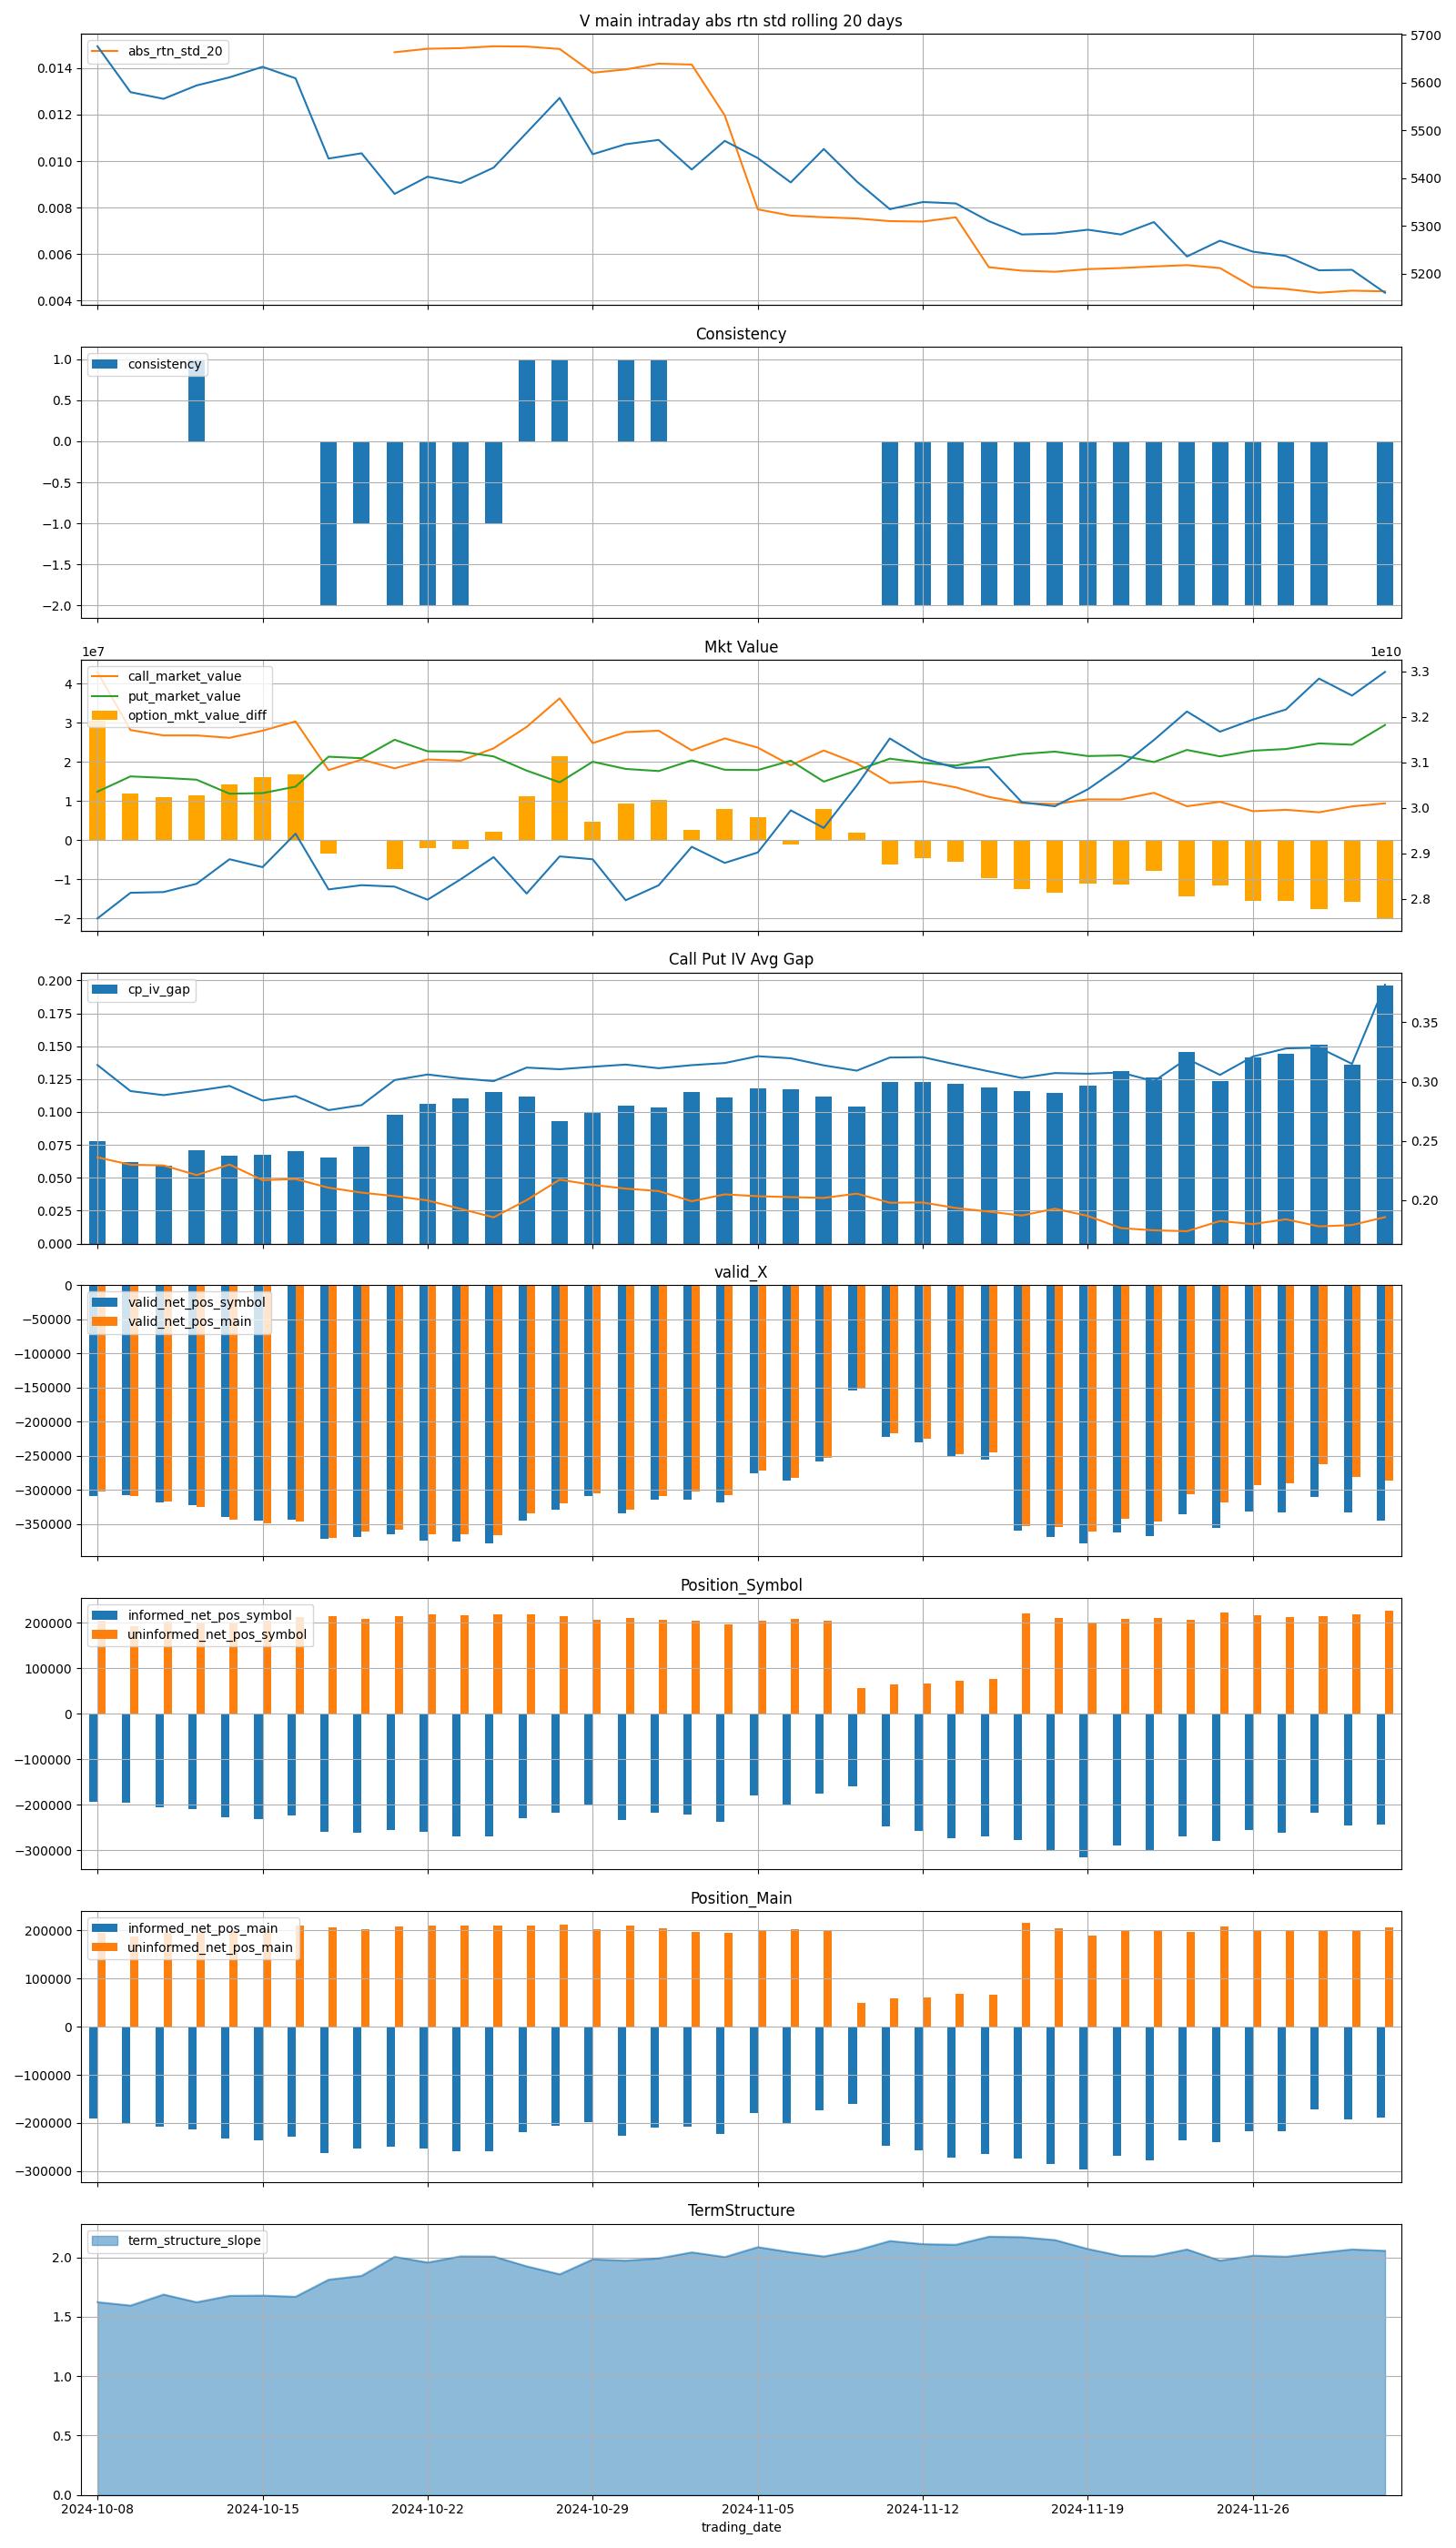 V main intraday abs rtn std rolling 20 days
abs_rtn_std_20
0.014
0.012
0.010
0.008
0.006
0.004
5700
5600
5500
5400
5300
5200
Consistency
consistency
1.0
0.5
0.0
−0.5
−1.0
−1.5
−2.0
Mkt Value
1e7
1e10
call_market_value
put_market_value
option_mkt_value_diff
4
3
2
1
0
−1
−2
3.3
3.2
3.1
3.0
2.9
2.8
Call Put IV Avg Gap
cp_iv_gap
0.200
0.175
0.150
0.125
0.100
0.075
0.050
0.025
0.000
0.35
0.30
0.25
0.20
valid_X
valid_net_pos_symbol
valid_net_pos_main
0
−50000
−100000
−150000
−200000
−250000
−300000
−350000
Position_Symbol
informed_net_pos_symbol
uninformed_net_pos_symbol
200000
100000
0
−100000
−200000
−300000
Position_Main
informed_net_pos_main
uninformed_net_pos_main
200000
100000
0
−100000
−200000
−300000
TermStructure
term_structure_slope
2.0
1.5
1.0
0.5
0.0
2024-10-08 2024-10-15 2024-10-22 2024-10-29 2024-11-05 2024-11-12 2024-11-19 2024-11-26
trading_date